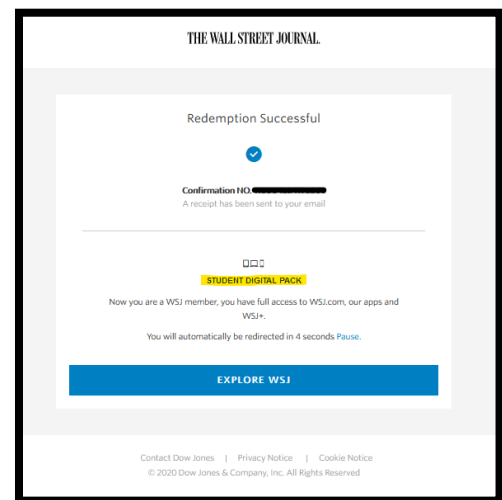 THE WALL STREET JOURNAL.
Redemption Successful
Confirmation NO.
A receipt has been sent to your email
STUDENT DIGITAL PACK
Now you are a WSJ member, you have full access to WSJ.com, our apps and
WSJ+.
You will automatically be redirected in 4 seconds Pause.
EXPLORE WSJ
Contact Dow Jones | Privacy Notice | Cookie Notice
© 2020 Dow Jones & Company, Inc. All Rights Reserved